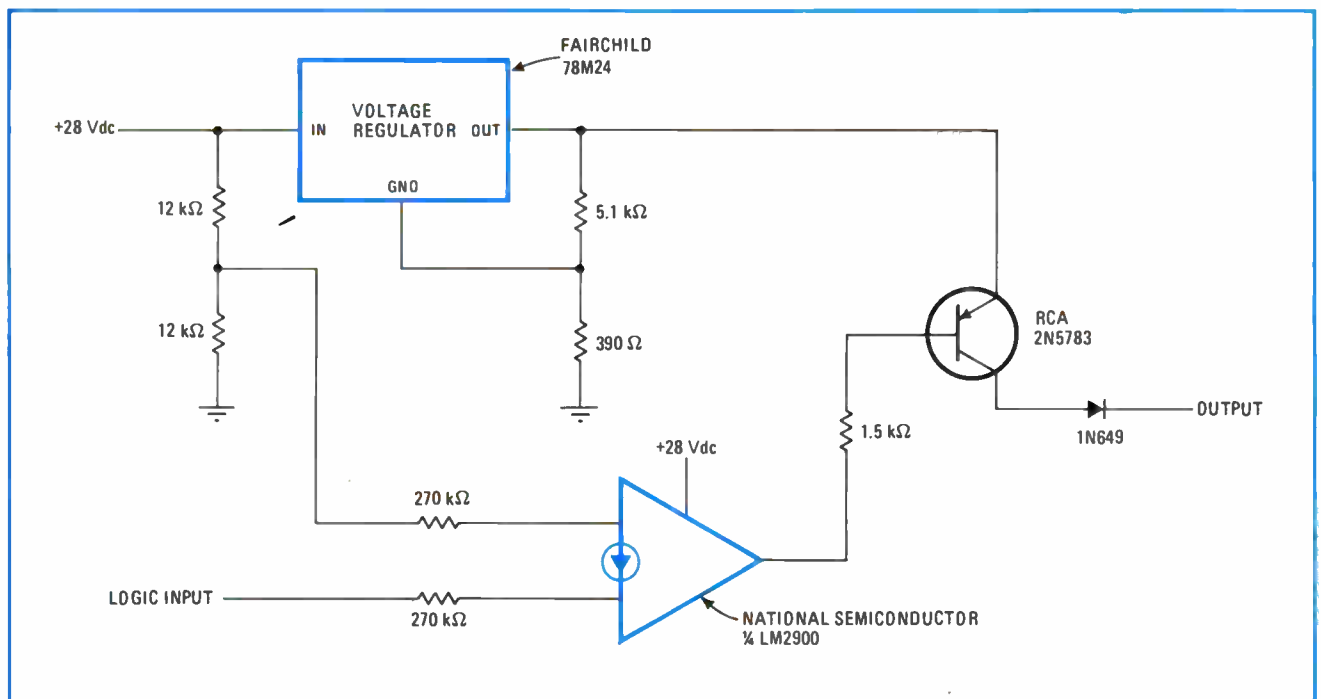 FAIRCHILD
78M24
+28 Vdc
IN
VOLTAGE
REGULATOR
OUT
GND
12 kΩ
5.1 kΩ
12 kΩ
390 Ω
RCA
2N5783
OUTPUT
1N649
1.5 kΩ
+28 Vdc
270 kΩ
LOGIC INPUT
270 kΩ
NATIONAL SEMICONDUCTOR
¼ LM2900